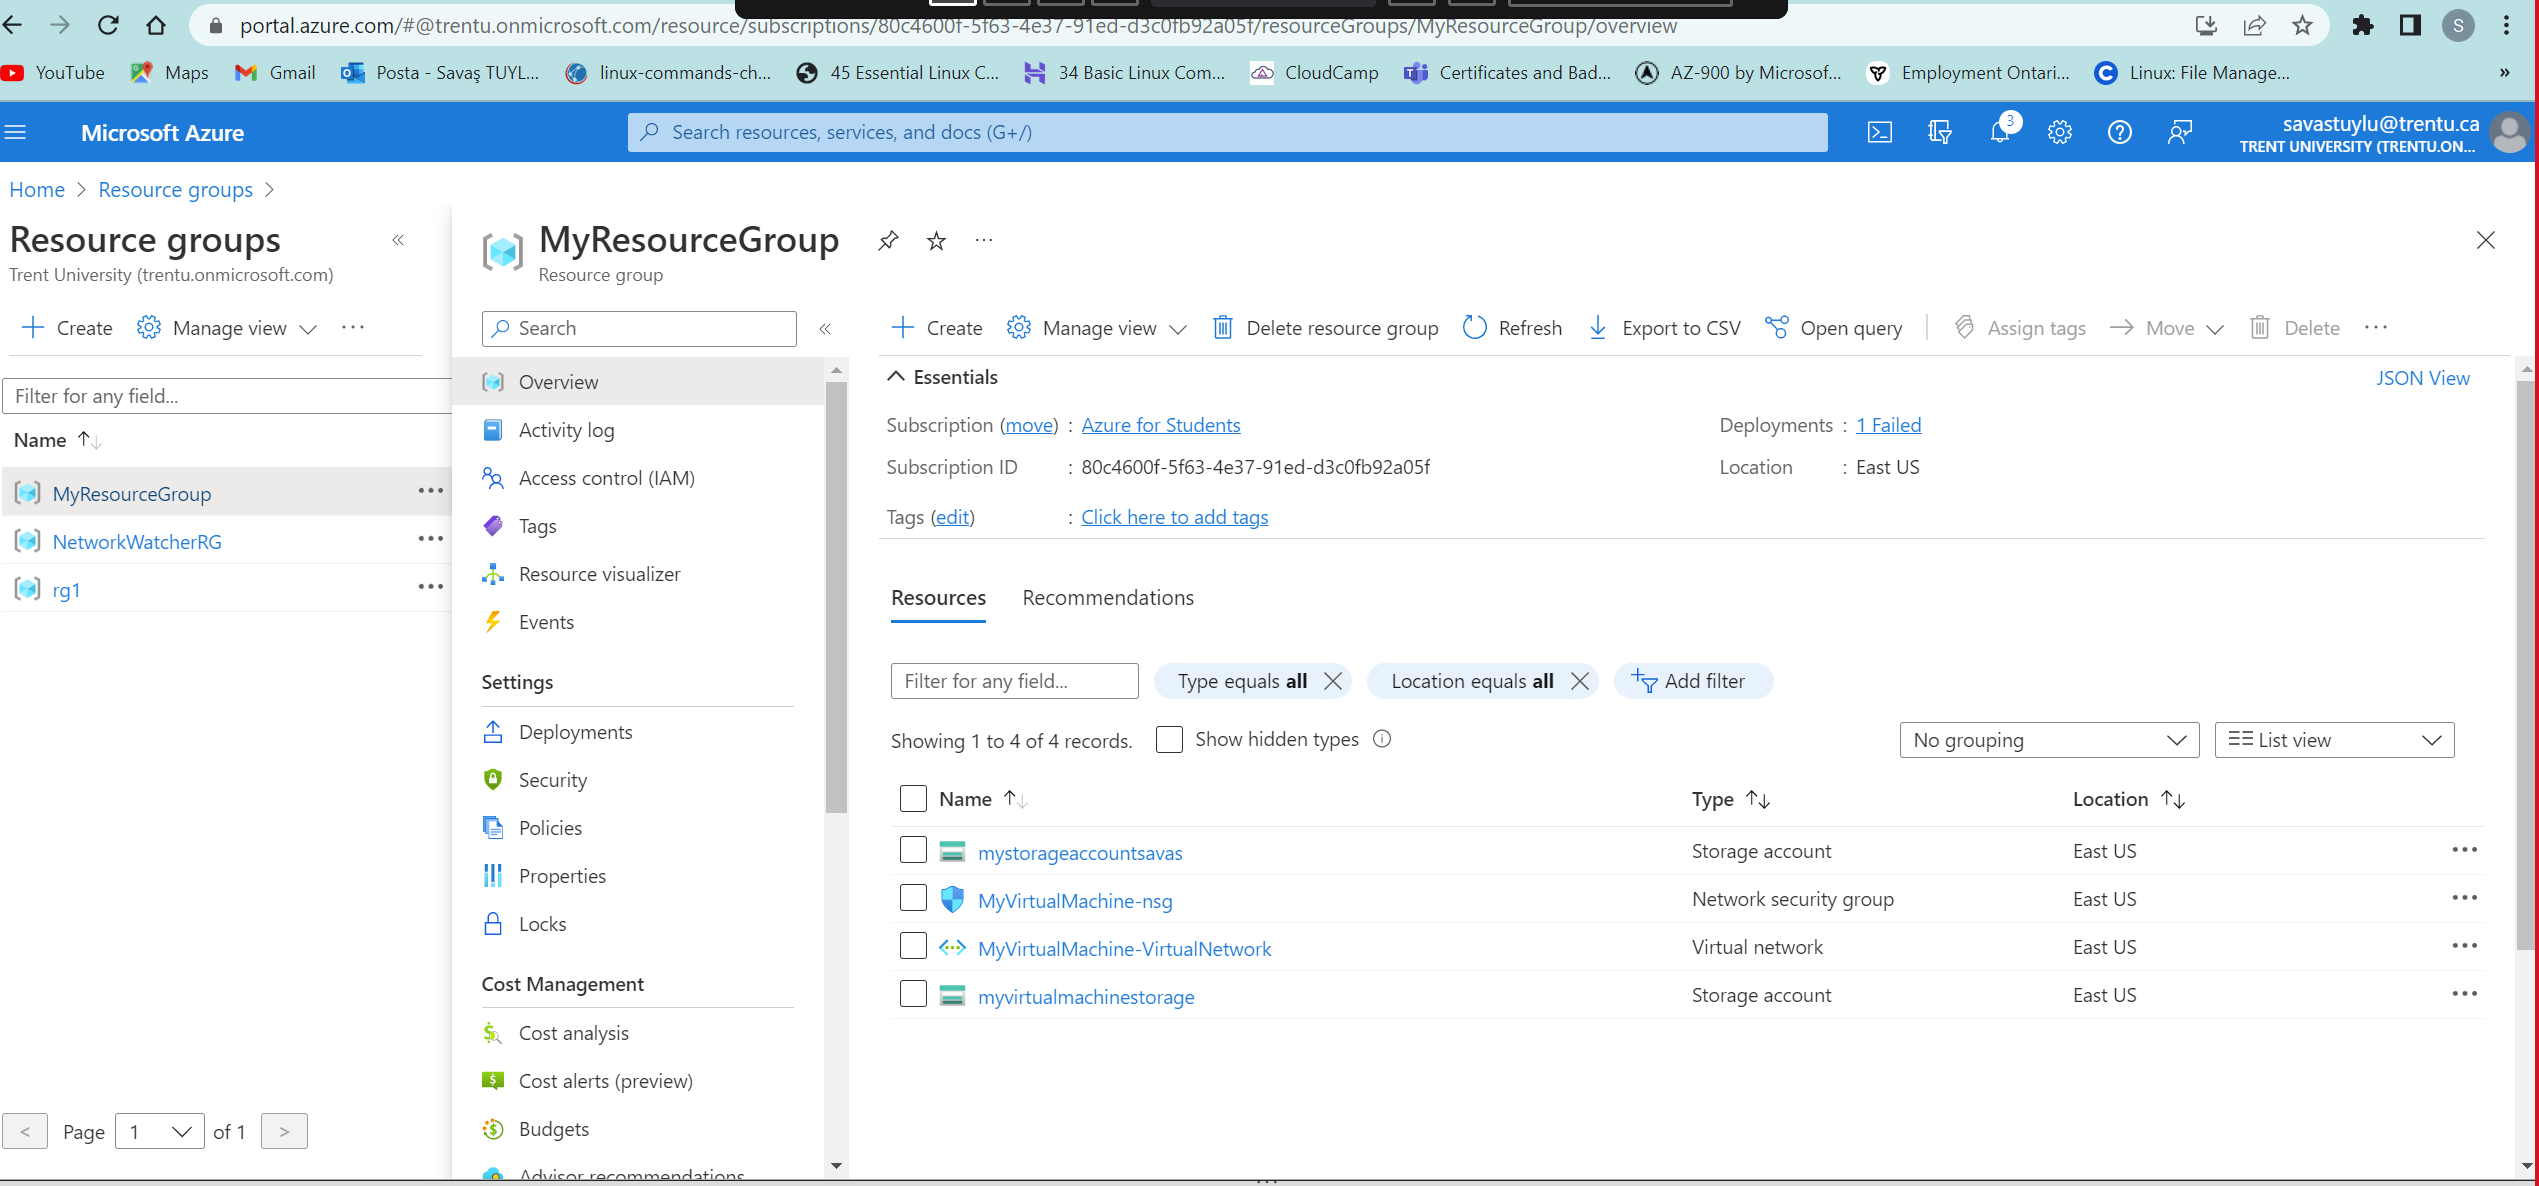 portal.azure.com/#@trentu.onmicrosoft.com/resource/subscriptions/80c4600f-5f63-4e37-91ed-d3c0fb92a05f/resourceGroups/MyResourceGroup/overview
S
YouTube Maps Gmail Posta - Savaş TUYL... linux-commands-ch... 45 Essential Linux C... 34 Basic Linux Com... CloudCamp Certificates and Bad... AZ-900 by Microsof... Employment Ontari... Linux: File Manage... »
Microsoft Azure
Search resources, services, and docs (G+/)
3
savastuylu@trentu.ca
TRENT UNIVERSITY (TRENTU.ON...
Home > Resource groups >
Resource groups «
Trent University (trentu.onmicrosoft.com)
+ Create Manage view ...
Filter for any field...
Name ↑↓
MyResourceGroup ...
NetworkWatcherRG ...
rg1 ...
< Page 1 of 1 >
MyResourceGroup ...
Resource group
Search «
Overview
Activity log
Access control (IAM)
Tags
Resource visualizer
Events
Settings
Deployments
Security
Policies
Properties
Locks
Cost Management
Cost analysis
Cost alerts (preview)
Budgets
Advisor recommendations
+ Create Manage view Delete resource group Refresh Export to CSV Open query Assign tags Move Delete ...
Essentials JSON View
Subscription (move) : Azure for Students
Deployments : 1 Failed
Subscription ID : 80c4600f-5f63-4e37-91ed-d3c0fb92a05f
Location : East US
Tags (edit) : Click here to add tags
Resources Recommendations
Filter for any field... Type equals all Location equals all Add filter
Showing 1 to 4 of 4 records. Show hidden types No grouping List view
Name ↑↓ Type ↑↓ Location ↑↓
mystorageaccountsavas Storage account East US ...
MyVirtualMachine-nsg Network security group East US ...
MyVirtualMachine-VirtualNetwork Virtual network East US ...
myvirtualmachinestorage Storage account East US ...